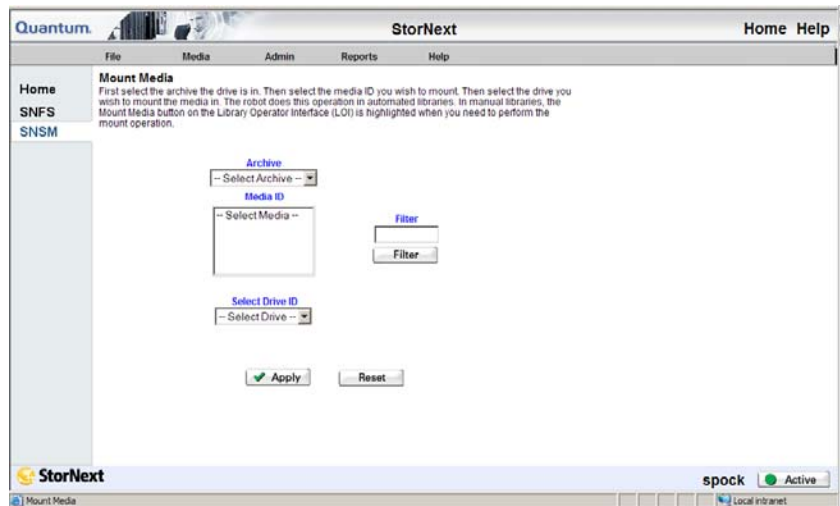 Quantum.
StorNext
Home Help
File Media Admin Reports Help
Home
SNFS
SNSM
Mount Media
First select the archive the drive is in. Then select the media ID you wish to mount. Then select the drive you
wish to mount the media in. The robot does this operation in automated libraries. In manual libraries, the
Mount Media button on the Library Operator Interface (LOI) is highlighted when you need to perform the
mount operation.
Archive
-- Select Archive --
Media ID
-- Select Media --
Filter
Filter
Select Drive ID
-- Select Drive --
Apply Reset
StorNext
spock Active
Mount Media
Local intranet